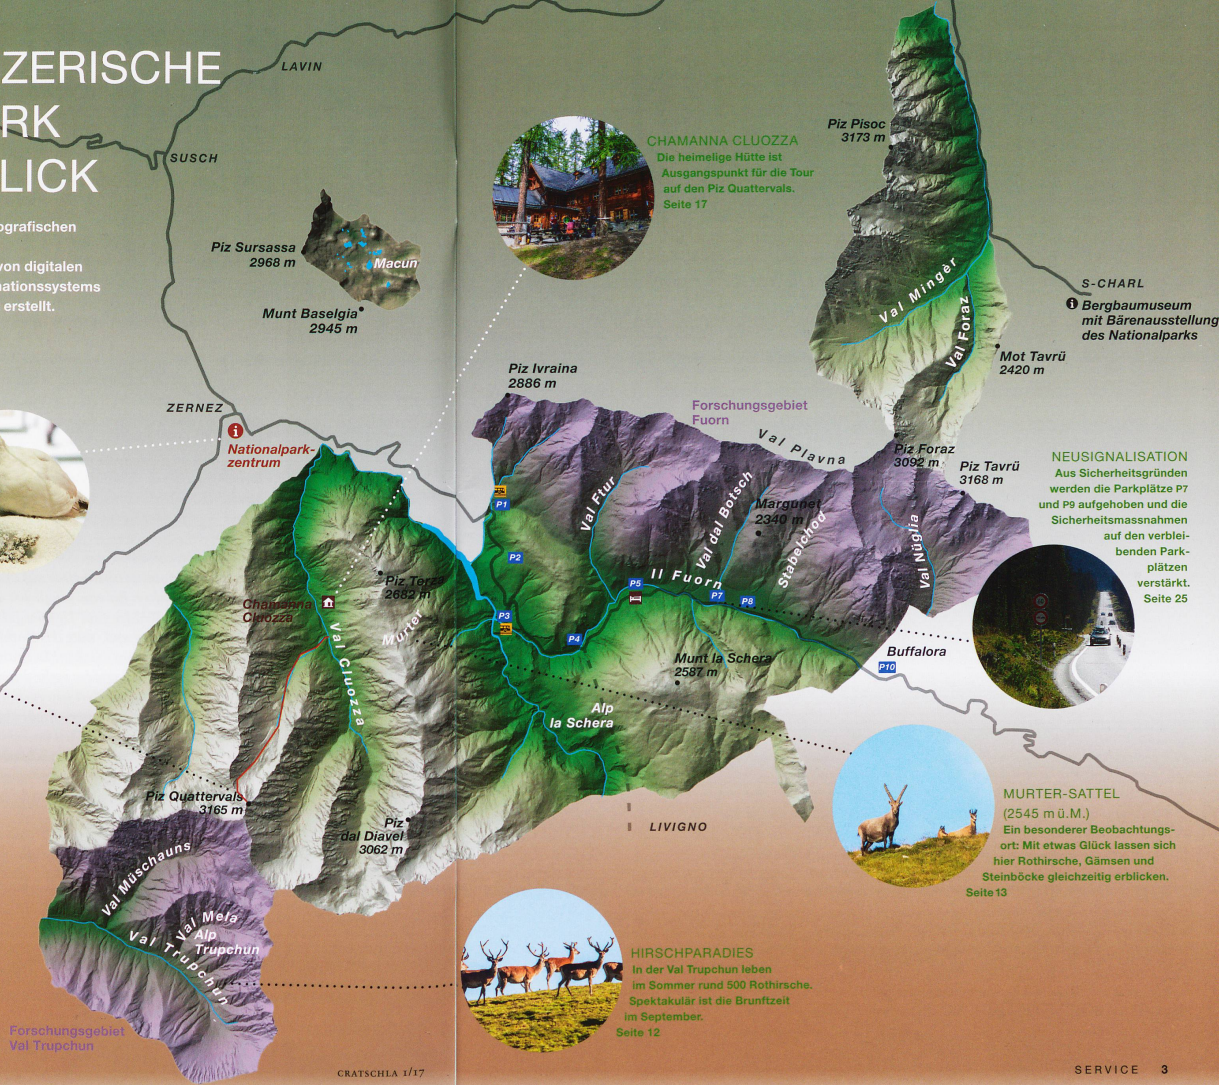 ZERISCHE
RK
LICK
ografischen
von digitalen
nationssystems
erstellt.
LAVIN
SUSCH
ZERNEZ
Piz Sursassa
2968 m
Macun
Munt Baselgia
2945 m
Nationalpark-
zentrum
CHAMANNA CLUOZZA
Die heimelige Hütte ist
Ausgangspunkt für die Tour
auf den Piz Quattervals.
Seite 17
Piz Pisoc
3173 m
Val Mingèr
Val Foraz
S-CHARL
Bergbaumuseum
mit Bärenausstellung
des Nationalparks
Mot Tavrü
2420 m
Piz Ivraina
2886 m
Forschungsgebiet
Fuorn
Val Plavna
Piz Foraz
3092 m
Piz Tavrü
3168 m
NEUSIGNALISATION
Aus Sicherheitsgründen
werden die Parkplätze P7
und P9 aufgehoben und die
Sicherheitsmassnahmen
auf den verblei-
benden Park-
plätzen
verstärkt.
Seite 25
P1
P2
P3
P4
P5
P7
P8
P10
Val Ftur
Val dal Botsch
Margunet
2340 m
Stabelchod
Val Nüglia
Il Fuorn
Buffalora
Piz Terza
2682 m
Murter
Chamanna
Cluozza
Val Cluozza
Munt la Schera
2587 m
Alp
la Schera
Piz Quattervals
3165 m
Piz
dal Diavel
3062 m
LIVIGNO
MURTER-SATTEL
(2545 m ü.M.)
Ein besonderer Beobachtungs-
ort: Mit etwas Glück lassen sich
hier Rothirsche, Gämsen und
Steinböcke gleichzeitig erblicken.
Seite 13
Val Müschauns
Val Mela
Alp
Trupchun
Val Trupchun
Forschungsgebiet
Val Trupchun
HIRSCHPARADIES
In der Val Trupchun leben
im Sommer rund 500 Rothirsche.
Spektakulär ist die Brunftzeit
im September.
Seite 12
CRATSCHLA 1/17
SERVICE 3